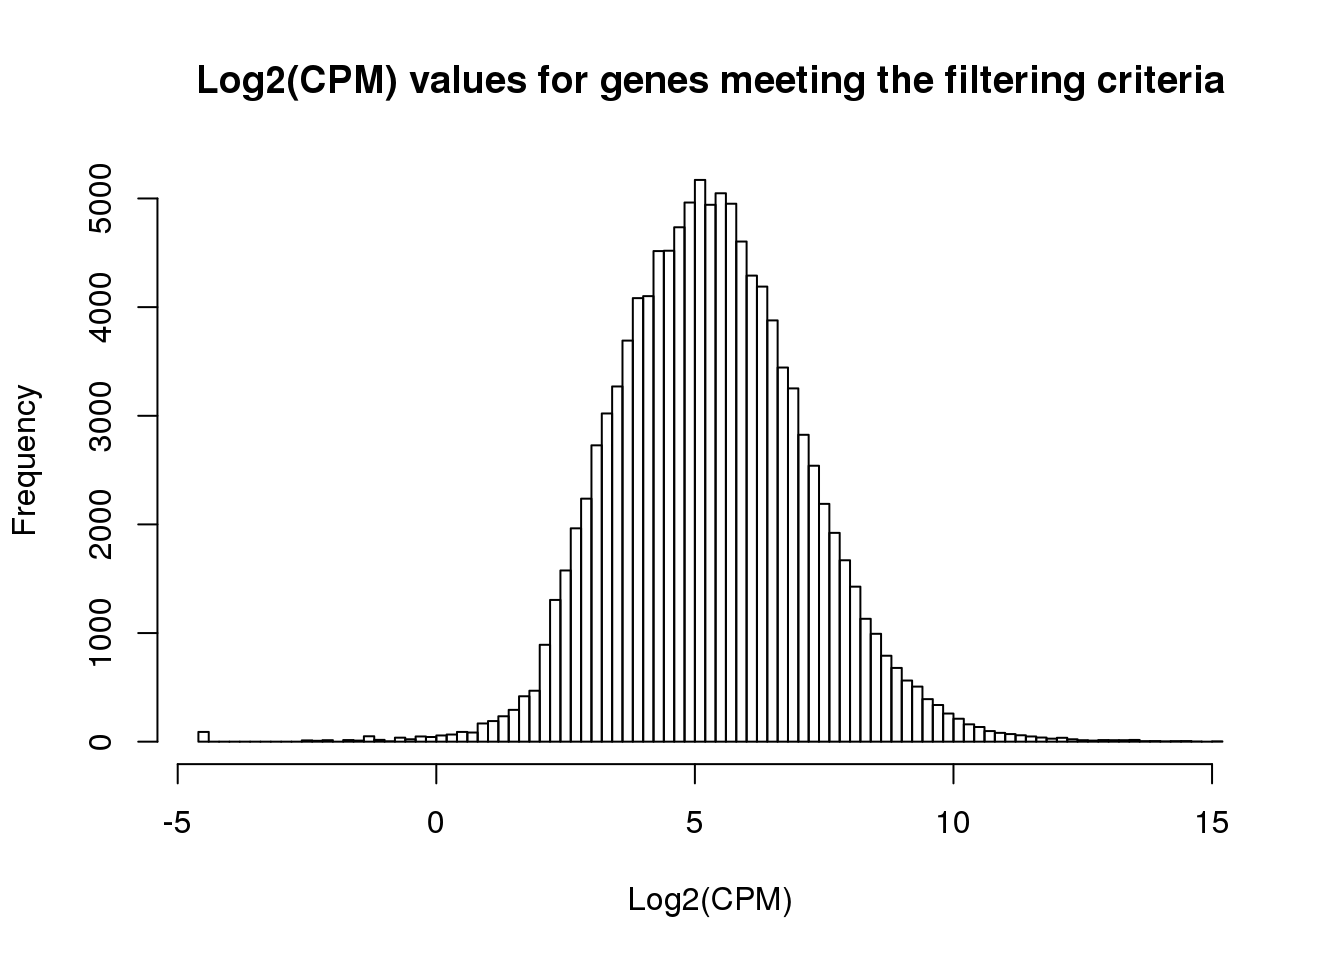 Log2(CPM) values for genes meeting the filtering criteria
5000
4000
3000
2000
1000
0
Frequency
-5 0 5 10 15
Log2(CPM)